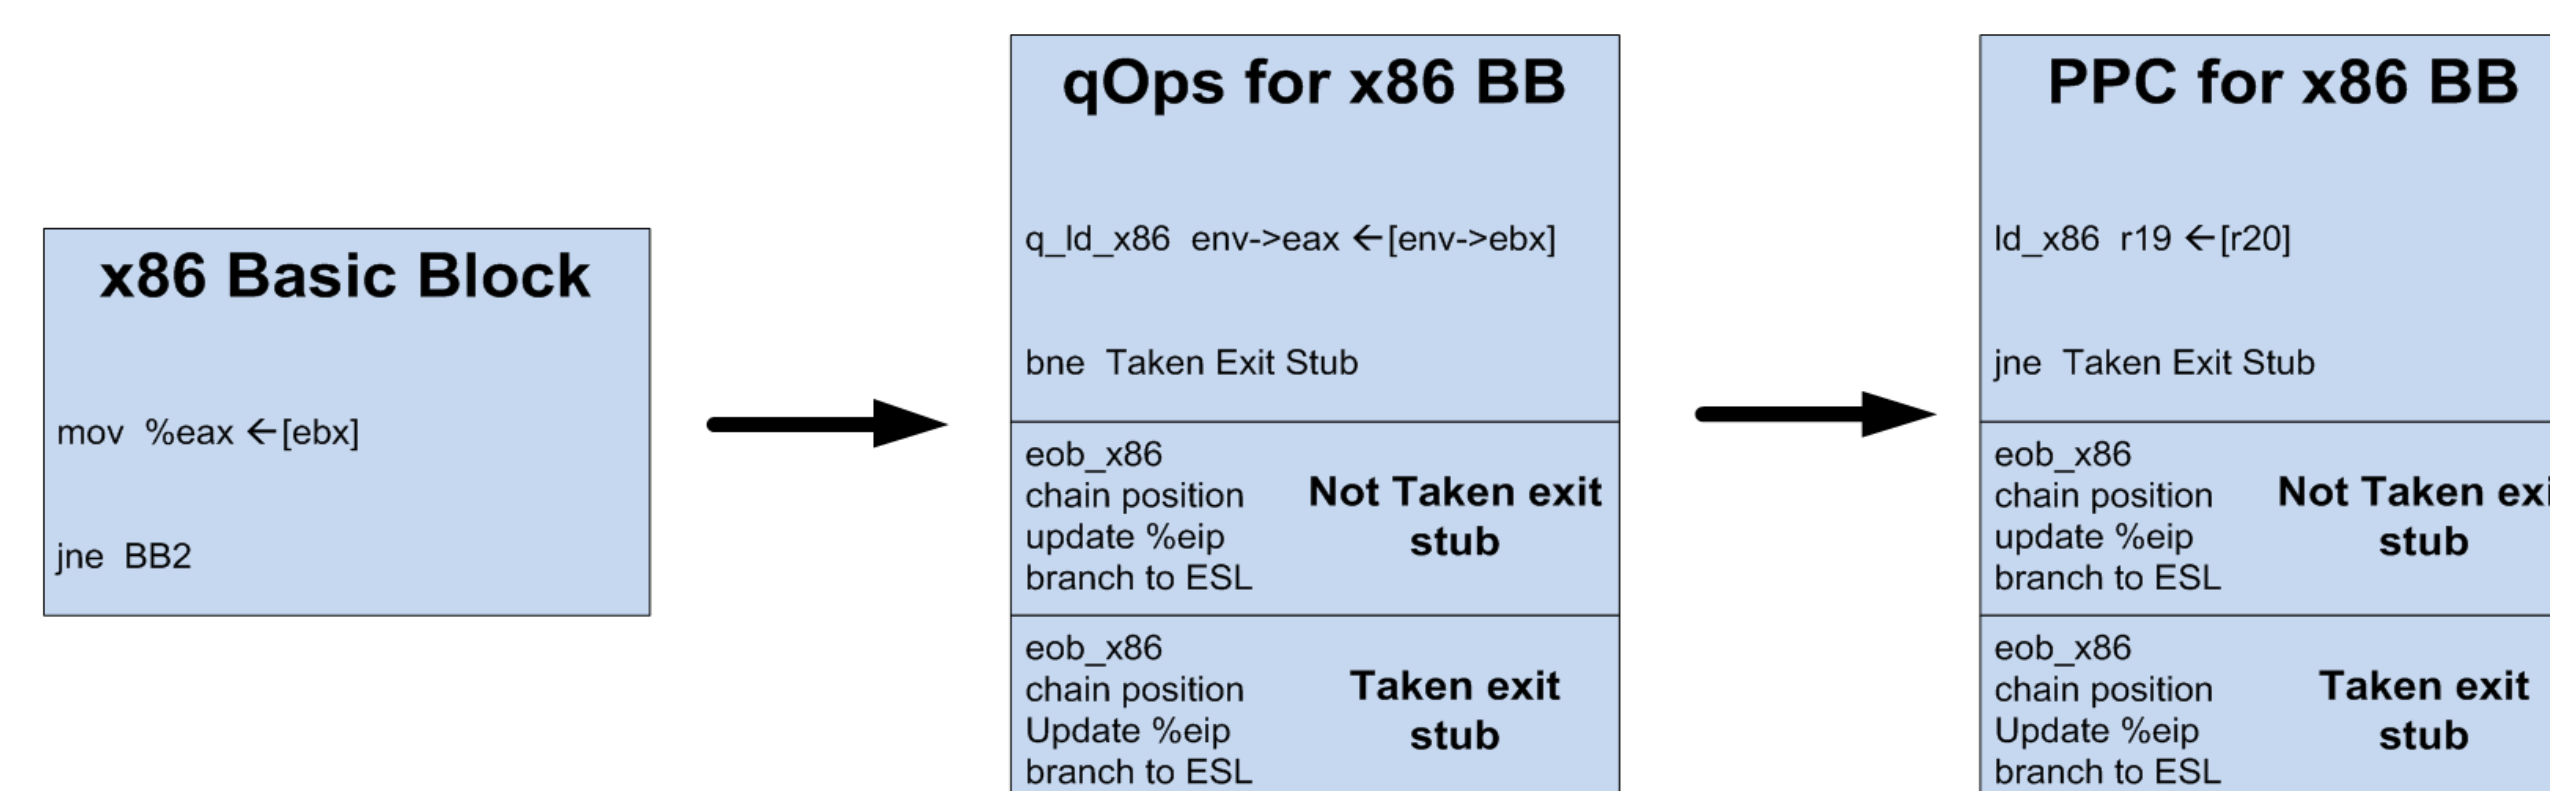 x86 Basic Block
mov %eax ←[ebx]
jne BB2
qOps for x86 BB
q_ld_x86 env->eax ←[env->ebx]
bne Taken Exit Stub
eob_x86
chain position
update %eip
branch to ESL
Not Taken exit
stub
eob_x86
chain position
Update %eip
branch to ESL
Taken exit
stub
PPC for x86 BB
ld_x86 r19 ←[r20]
jne Taken Exit Stub
eob_x86
chain position
update %eip
branch to ESL
Not Taken
stub
eob_x86
chain position
Update %eip
branch to ESL
Taken exit
stub